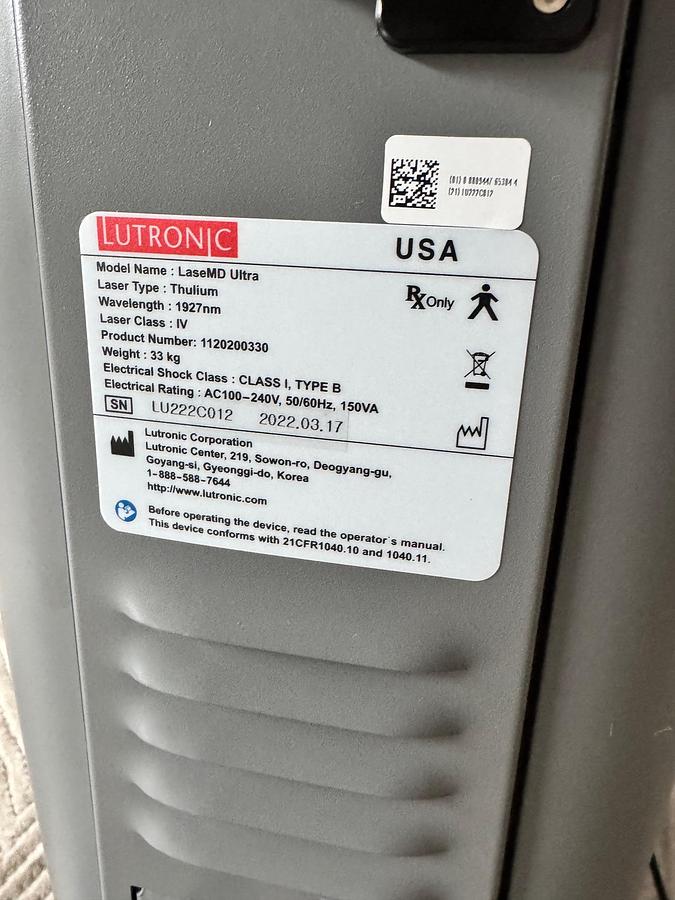 (21) LU222C012
LUTRONIC
USA
Model Name : LaseMD Ultra
Laser Type : Thulium
Wavelength : 1927nm
Laser Class : IV
Product Number: 1120200330
Weight : 33 kg
Electrical Shock Class : CLASS I, TYPE B
Electrical Rating : AC100-240V, 50/60Hz, 150VA
Rx Only
SN LU222C012 2022.03.17
Lutronic Corporation
Lutronic Center, 219, Sowon-ro, Deogyang-gu,
Goyang-si, Gyeonggi-do, Korea
1-888-588-7644
http://www.lutronic.com
Before operating the device, read the operator`s manual.
This device conforms with 21CFR1040.10 and 1040.11.